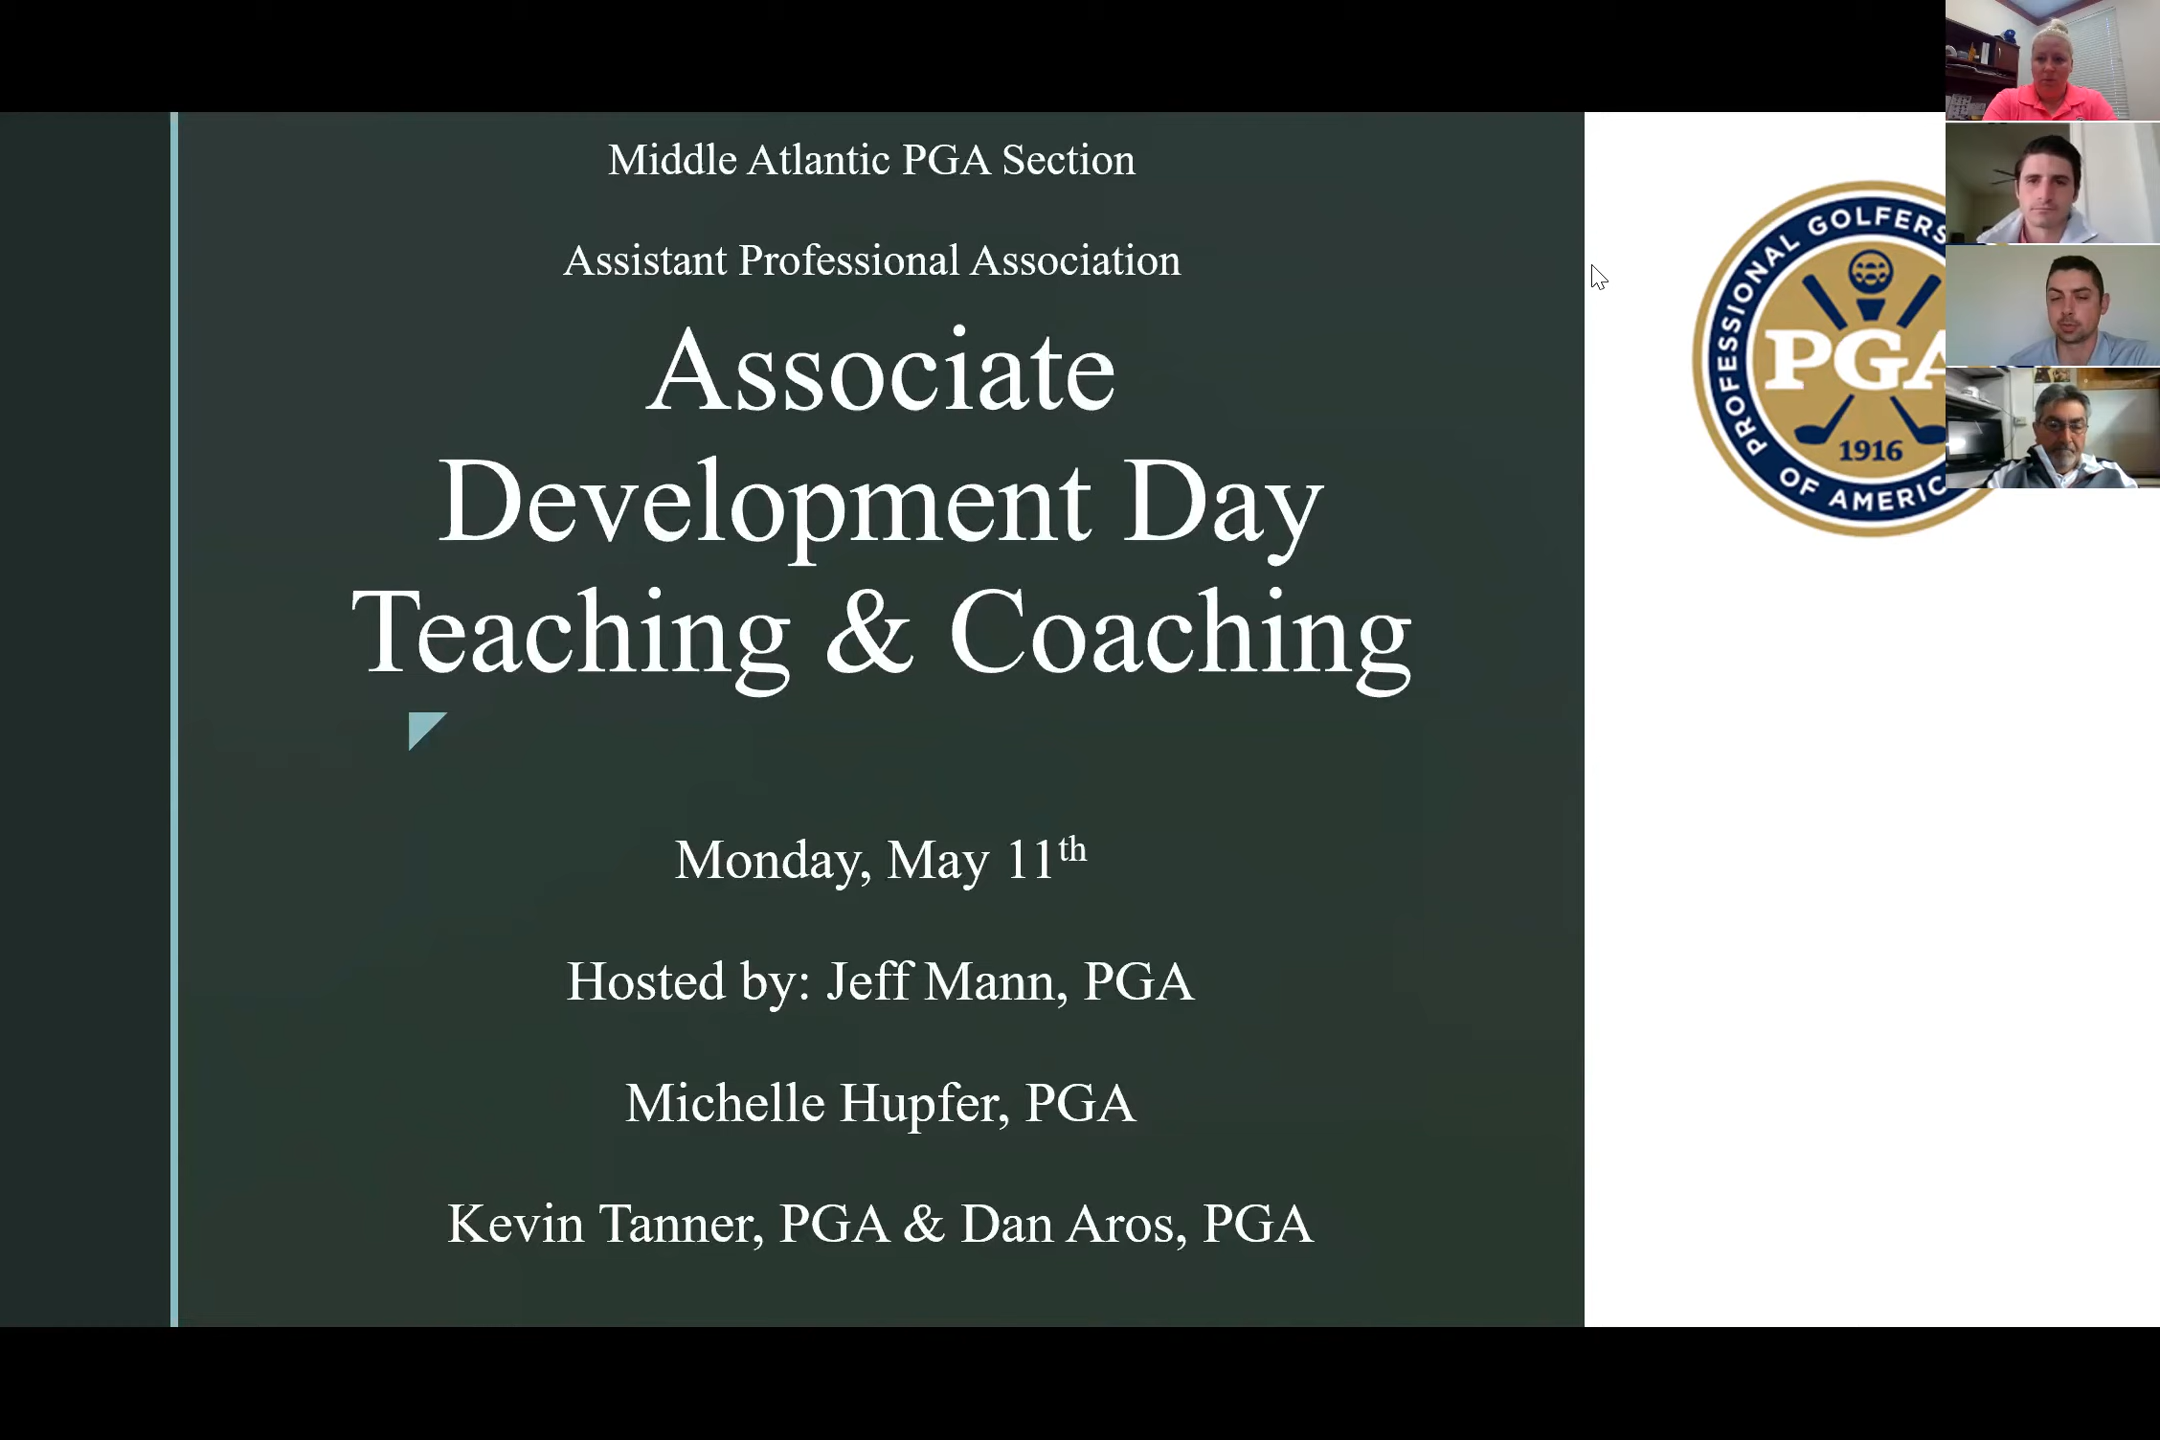 Middle Atlantic PGA Section
Assistant Professional Association
Associate
Development Day
Teaching & Coaching
Monday, May 11th
Hosted by: Jeff Mann, PGA
Michelle Hupfer, PGA
Kevin Tanner, PGA & Dan Aros, PGA
PROFESSIONAL GOLFERS
PGA
1916
OF AMERIC